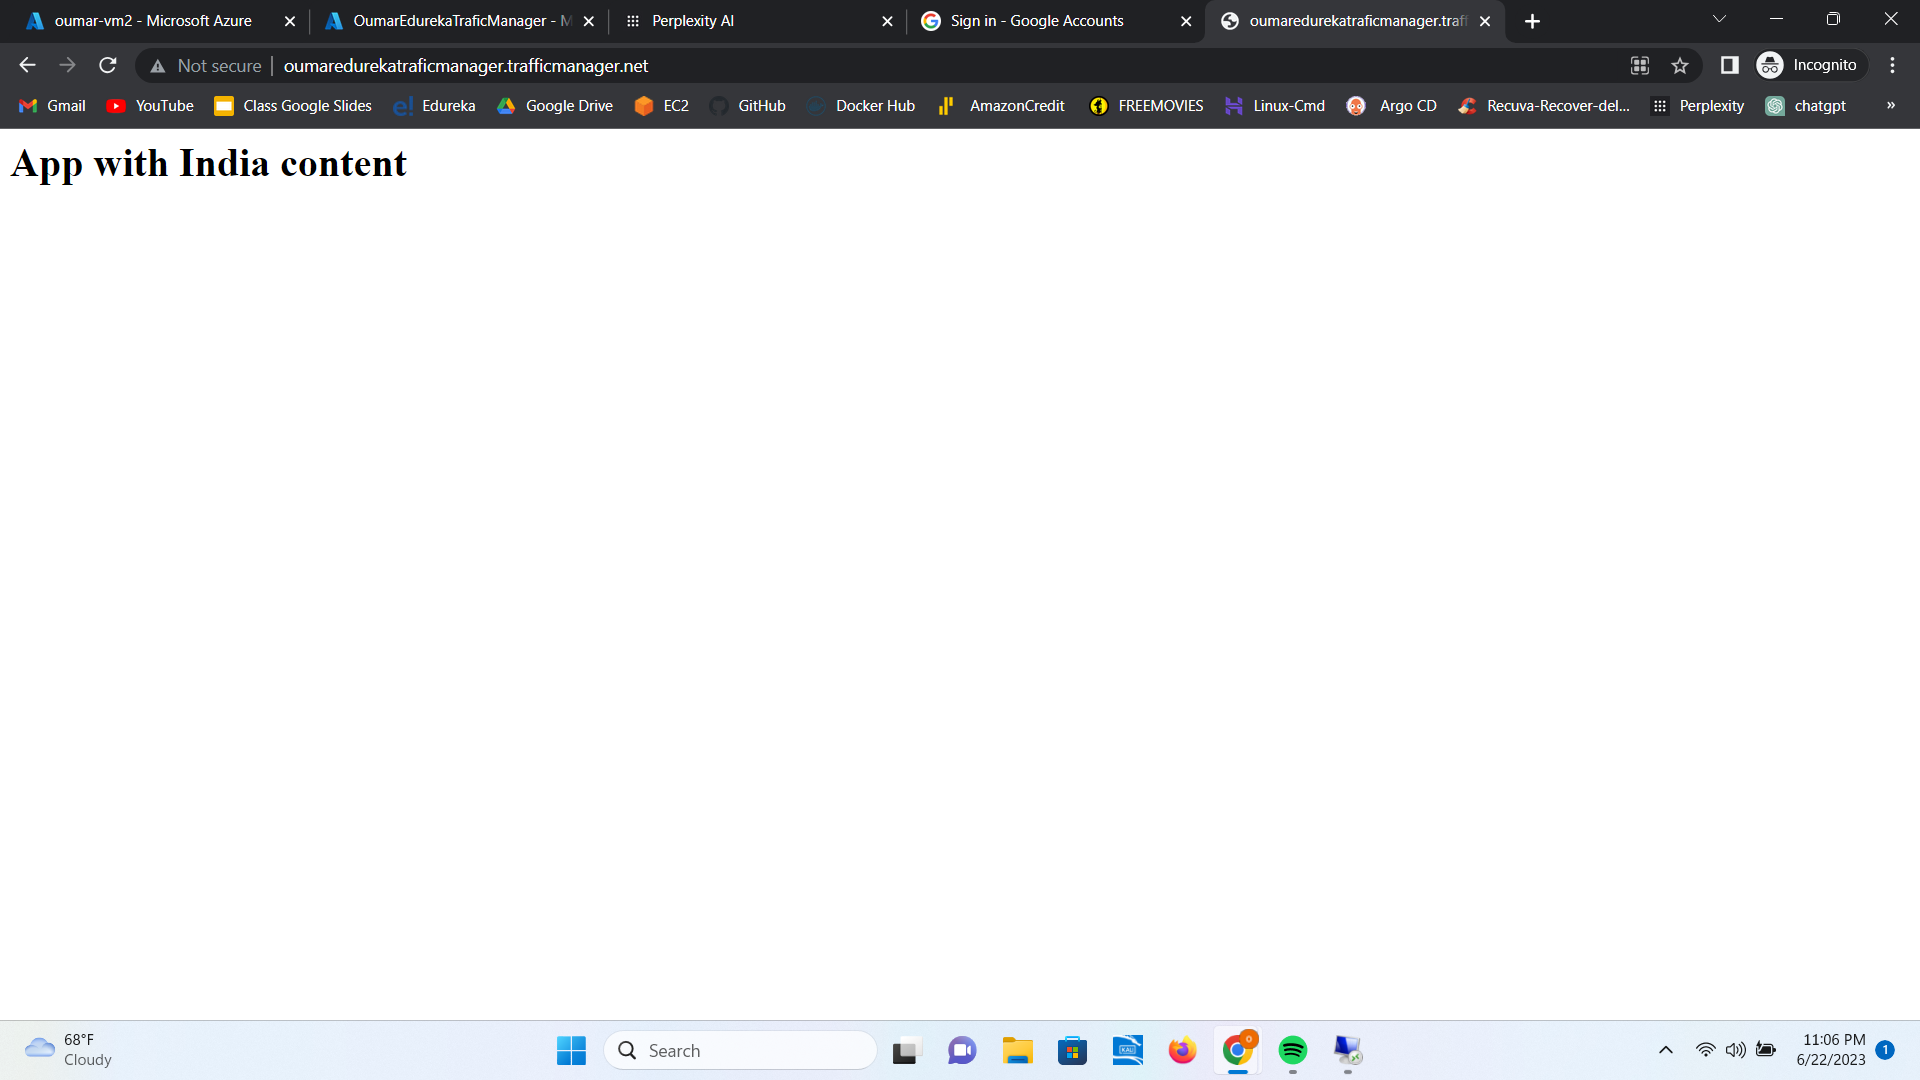 oumar-vm2 - Microsoft Azure
OumarEdurekaTraficManager - M
Perplexity AI
Sign in - Google Accounts
oumaredurekatraficmanager.traff
Not secure
oumaredurekatraficmanager.trafficmanager.net
Incognito
Gmail
YouTube
Class Google Slides
Edureka
Google Drive
EC2
GitHub
Docker Hub
AmazonCredit
FREEMOVIES
Linux-Cmd
Argo CD
Recuva-Recover-del...
Perplexity
chatgpt
»
App with India content
68°F
Cloudy
Search
11:06 PM
6/22/2023
1